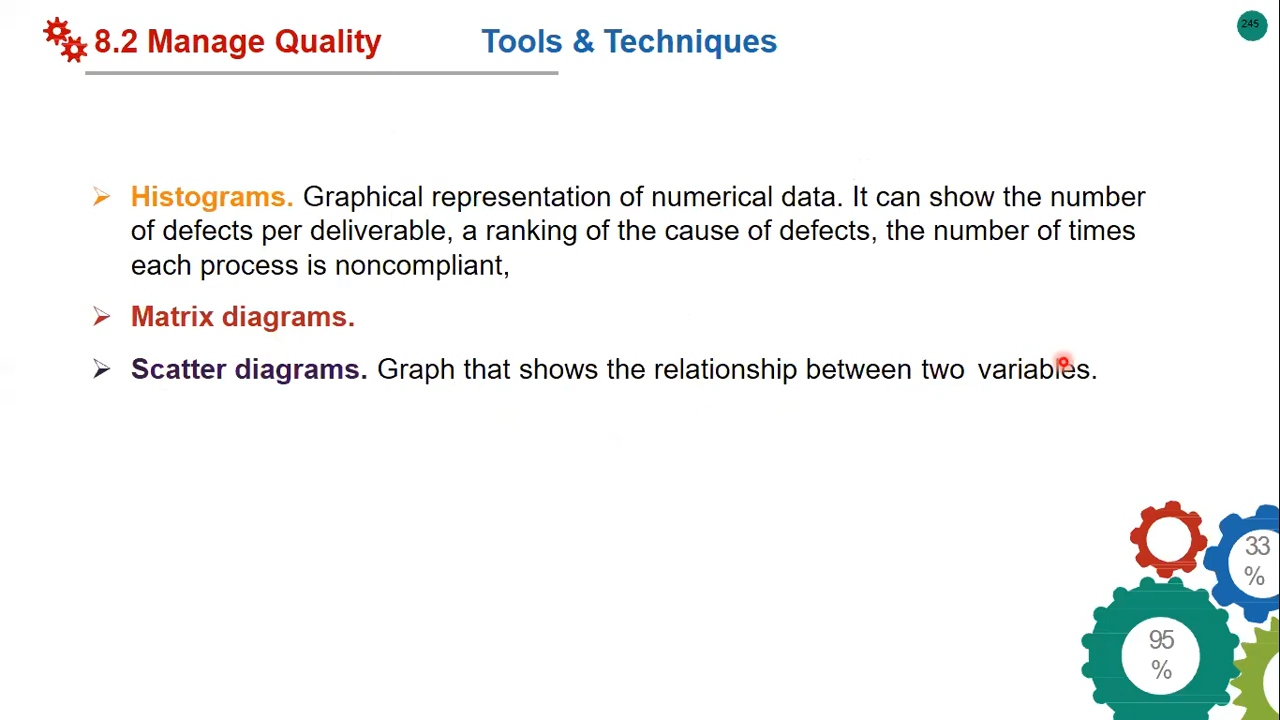 8.2 Manage Quality Tools & Techniques
245
Histograms. Graphical representation of numerical data. It can show the number
of defects per deliverable, a ranking of the cause of defects, the number of times
each process is noncompliant,
Matrix diagrams.
Scatter diagrams. Graph that shows the relationship between two variables.
33
%
95
%